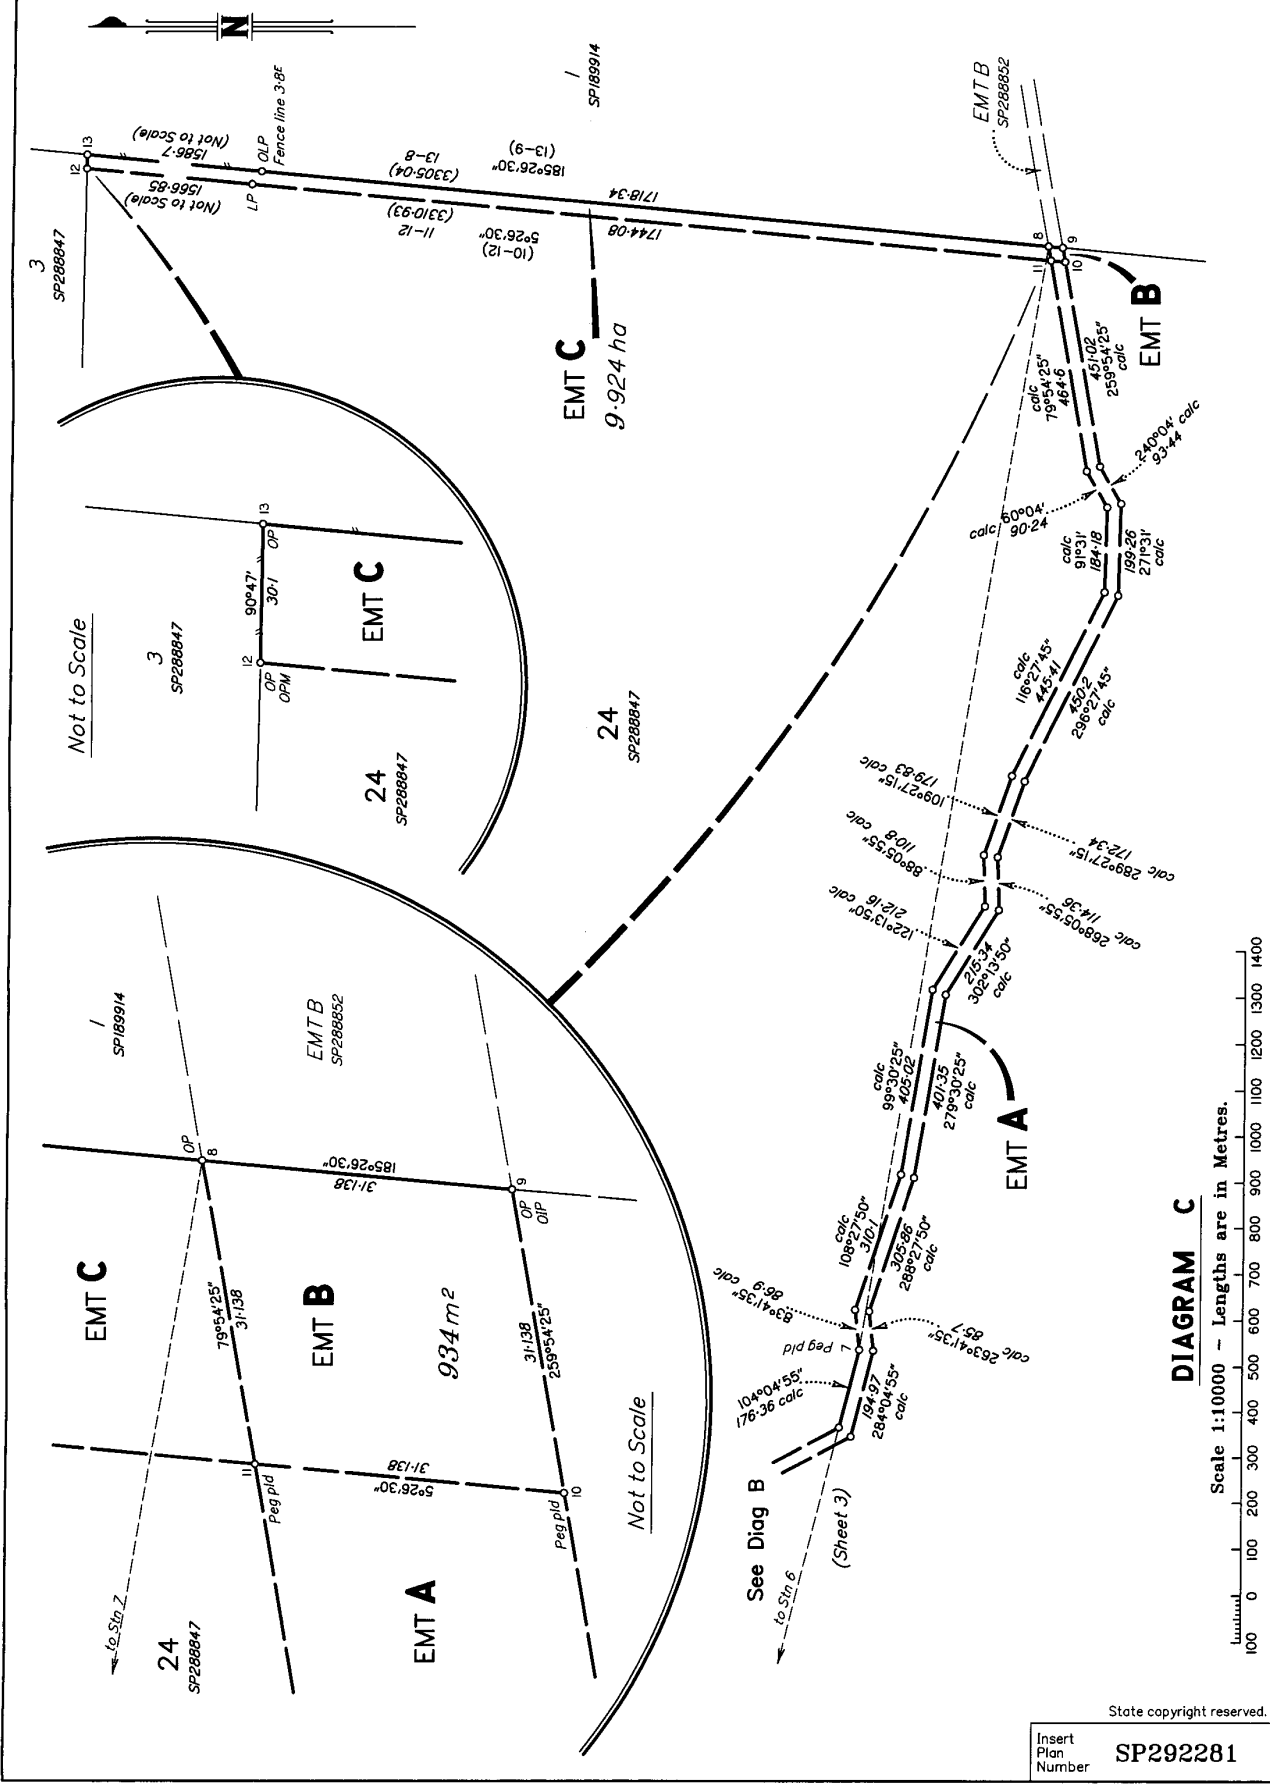 N
3
SP288847
12
13
1586·7
(Not to Scale)
1566·85
(Not to Scale)
LP
OLP
Fence line 3·8E
1
SP189914
13-8
(3305·04)
185°26'30"
(13-9)
11-12
(3310·93)
5°26'30"
(10-12)
1718·34
1744·08
EMT C
9·924 ha
EMT B
SP288852
8
9
11
10
EMT B
Not to Scale
3
SP288847
12
OP
OPM
90°47'
30·1
13
OP
EMT C
24
SP288847
24
SP288847
1
SP189914
EMT B
SP288852
OP
8
185°26'30"
31·138
9
OP
OIP
EMT C
79°54'25"
31·138
EMT B
934 m²
31·138
259°54'25"
11
Peg pld
5°26'30"
31·138
10
Peg pld
Not to Scale
to Stn 7
24
SP288847
EMT A
See Diag B
(Sheet 3)
to Stn 6
104°04'55"
176·36 calc
194·97
284°04'55"
calc
7
Peg pld
83°41'35"
86·9 calc
263°41'35"
85·7
calc
calc
108°27'50"
310·1
305·86
288°27'50"
calc
calc
99°30'25"
405·02
401·35
279°30'25"
calc
EMT A
122°13'50"
212·16 calc
215·34
302°13'50"
calc
88°05'55"
110·8 calc
114·36
268°05'55"
calc
109°27'15"
179·83 calc
172·34
289°27'15"
calc
calc
116°27'45"
445·41
450·2
296°27'45"
calc
calc
91°31'
184·18
199·26
271°31'
calc
60°04'
calc 90·24
240°04' calc
93·44
calc
79°54'25"
464·6
451·02
259°54'25"
calc
DIAGRAM C
Scale 1:10000 – Lengths are in Metres.
100 0 100 200 300 400 500 600 700 800 900 1000 1100 1200 1300 1400
State copyright reserved.
Insert
Plan
Number
SP292281